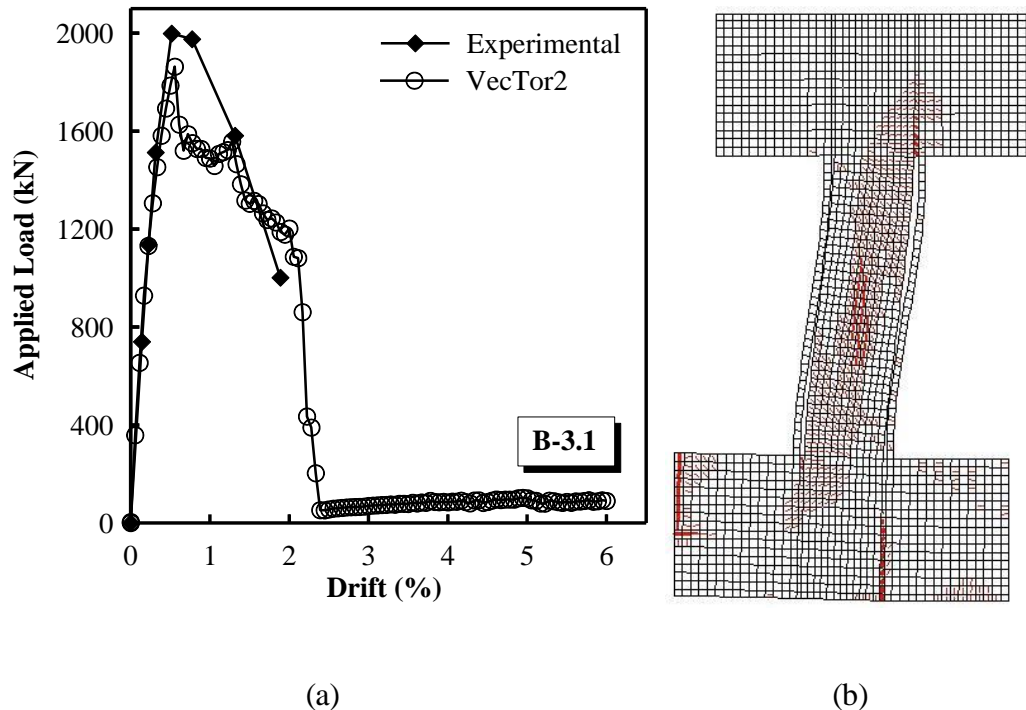 2000
1600
1200
800
400
0
Applied Load (kN)
Experimental
VecTor2
B-3.1
0 1 2 3 4 5 6
Drift (%)
(a) (b)